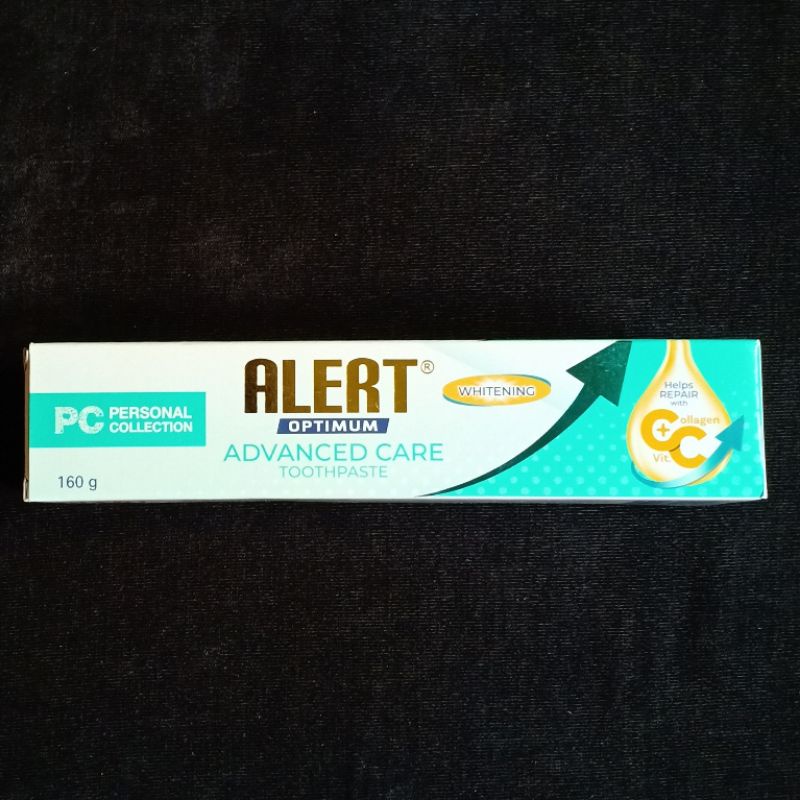 PC PERSONAL
COLLECTION
160 g
ALERT®
OPTIMUM
ADVANCED CARE
TOOTHPASTE
WHITENING
Helps
REPAIR
with
Collagen
+
Vit. C